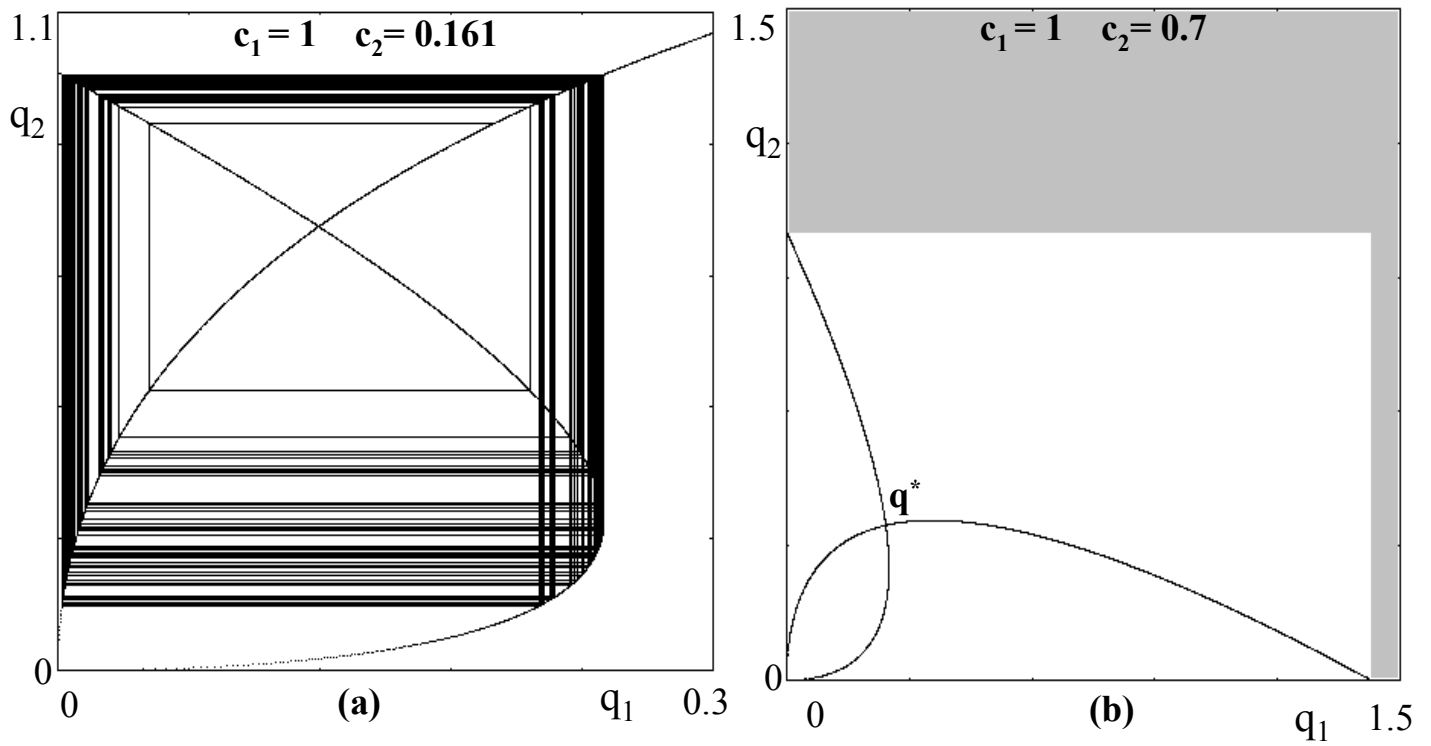 1.1
c₁ = 1 c₂= 0.161
q₂
0
0
(a)
q₁
0.3
1.5
c₁ = 1 c₂= 0.7
q₂
q*
0
0
(b)
q₁
1.5